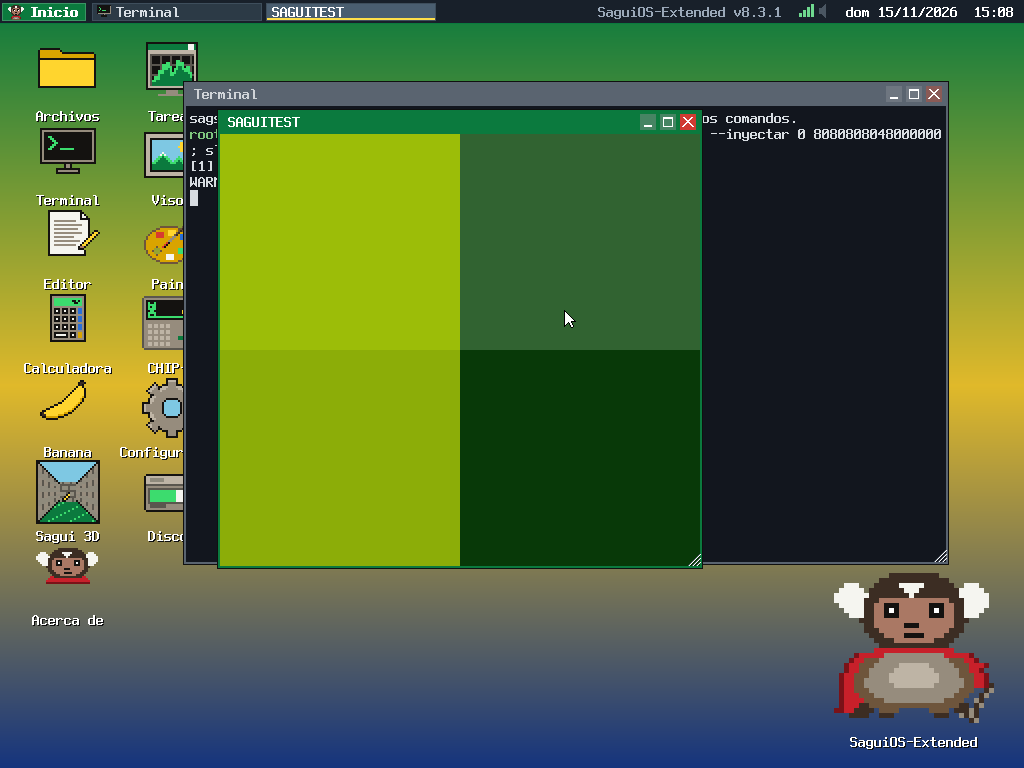 Inicio
Terminal
SAGUITEST
SaguiOS-Extended v8.3.1
dom 15/11/2026
15:08
Archivos
Terminal
os comandos.
SAGUITEST
--inyectar 0 8080808048000000
; s
[1]
Terminal
Editor
Calculadora
Banana
Sagui 3D
Acerca de
SaguiOS-Extended